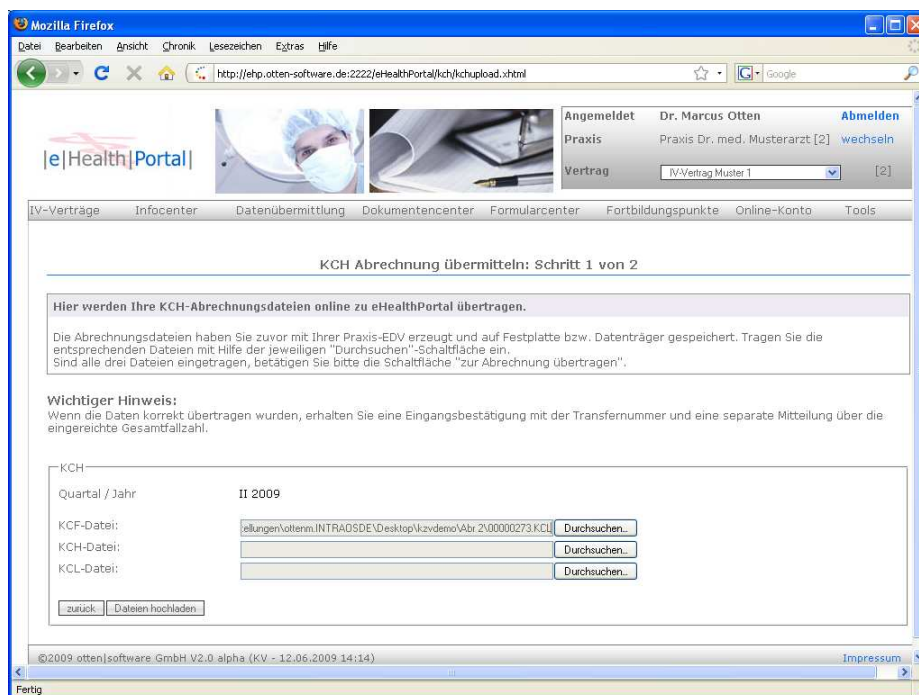 Mozilla Firefox
Datei Bearbeiten Ansicht Chronik Lesezeichen Extras Hilfe
http://ehp.otten-software.de:2222/eHealthPortal/kch/kchupload.xhtml
Google
|e|Health|Portal|
Angemeldet Dr. Marcus Otten Abmelden
Praxis Praxis Dr. med. Musterarzt [2] wechseln
Vertrag IV-Vertrag Muster 1 [2]
IV-Verträge Infocenter Datenübermittlung Dokumentencenter Formularcenter Fortbildungspunkte Online-Konto Tools
KCH Abrechnung übermitteln: Schritt 1 von 2
Hier werden Ihre KCH-Abrechnungsdateien online zu eHealthPortal übertragen.
Die Abrechnungsdateien haben Sie zuvor mit Ihrer Praxis-EDV erzeugt und auf Festplatte bzw. Datenträger gespeichert. Tragen Sie die
entsprechenden Dateien mit Hilfe der jeweiligen "Durchsuchen"-Schaltfläche ein.
Sind alle drei Dateien eingetragen, betätigen Sie bitte die Schaltfläche "zur Abrechnung übertragen".
Wichtiger Hinweis:
Wenn die Daten korrekt übertragen wurden, erhalten Sie eine Eingangsbestätigung mit der Transfernummer und eine separate Mitteilung über die
eingereichte Gesamtfallzahl.
KCH
Quartal / Jahr II 2009
KCF-Datei: :ellungen\ottenm.INTRAOSDE\Desktop\kzvdemo\Abr 2\00000273.KCL Durchsuchen...
KCH-Datei: Durchsuchen...
KCL-Datei: Durchsuchen...
zurück Dateien hochladen
©2009 otten|software GmbH V2.0 alpha (KV - 12.06.2009 14:14) Impressum
Fertig